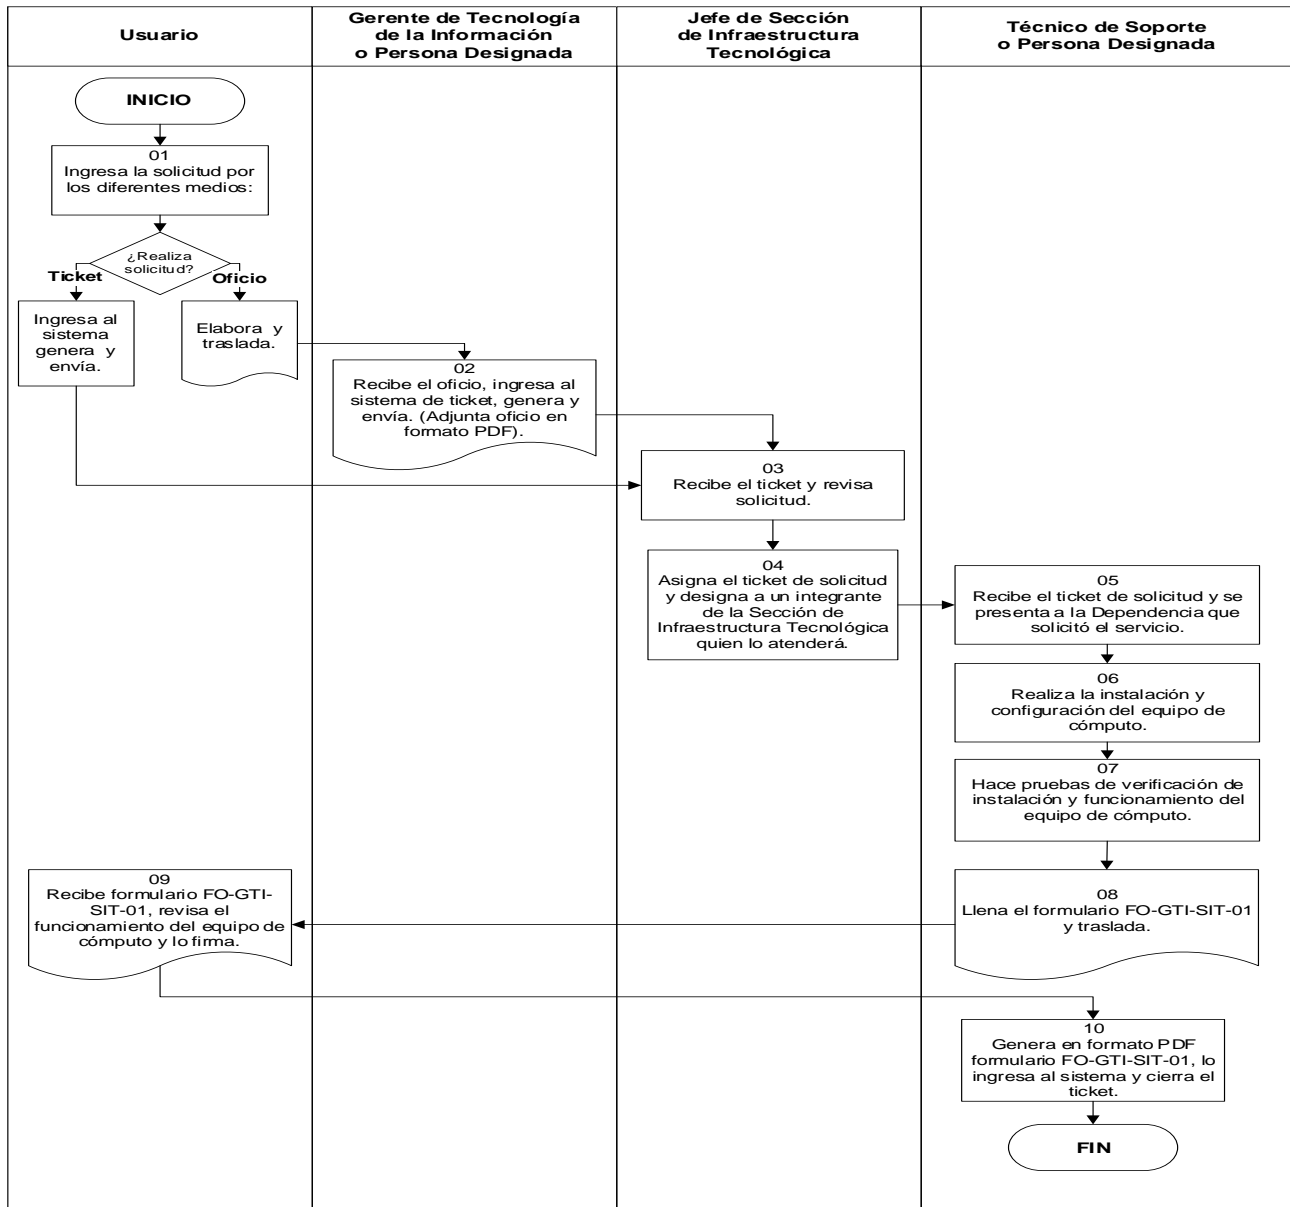 Usuario
Gerente de Tecnología
de la Información
o Persona Designada
Jefe de Sección
de Infraestructura
Tecnológica
Técnico de Soporte
o Persona Designada
INICIO
01
Ingresa la solicitud por
los diferentes medios:
¿Realiza
solicitud?
Ticket
Oficio
Ingresa al
sistema
genera y
envía.
Elabora y
traslada.
02
Recibe el oficio, ingresa al
sistema de ticket, genera y
envía. (Adjunta oficio en
formato PDF).
03
Recibe el ticket y revisa
solicitud.
04
Asigna el ticket de solicitud
y designa a un integrante
de la Sección de
Infraestructura Tecnológica
quien lo atenderá.
05
Recibe el ticket de solicitud y se
presenta a la Dependencia que
solicitó el servicio.
06
Realiza la instalación y
configuración del equipo de
cómputo.
07
Hace pruebas de verificación de
instalación y funcionamiento del
equipo de cómputo.
08
Llena el formulario FO-GTI-SIT-01
y traslada.
09
Recibe formulario FO-GTI-
SIT-01, revisa el
funcionamiento del equipo de
cómputo y lo firma.
10
Genera en formato PDF
formulario FO-GTI-SIT-01, lo
ingresa al sistema y cierra el
ticket.
FIN